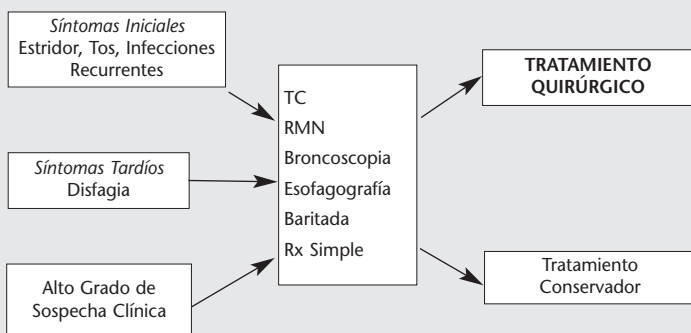 Síntomas Iniciales
Estridor, Tos, Infecciones
Recurrentes
Síntomas Tardíos
Disfagia
Alto Grado de
Sospecha Clínica
TC
RMN
Broncoscopia
Esofagografía
Baritada
Rx Simple
TRATAMIENTO
QUIRÚRGICO
Tratamiento
Conservador